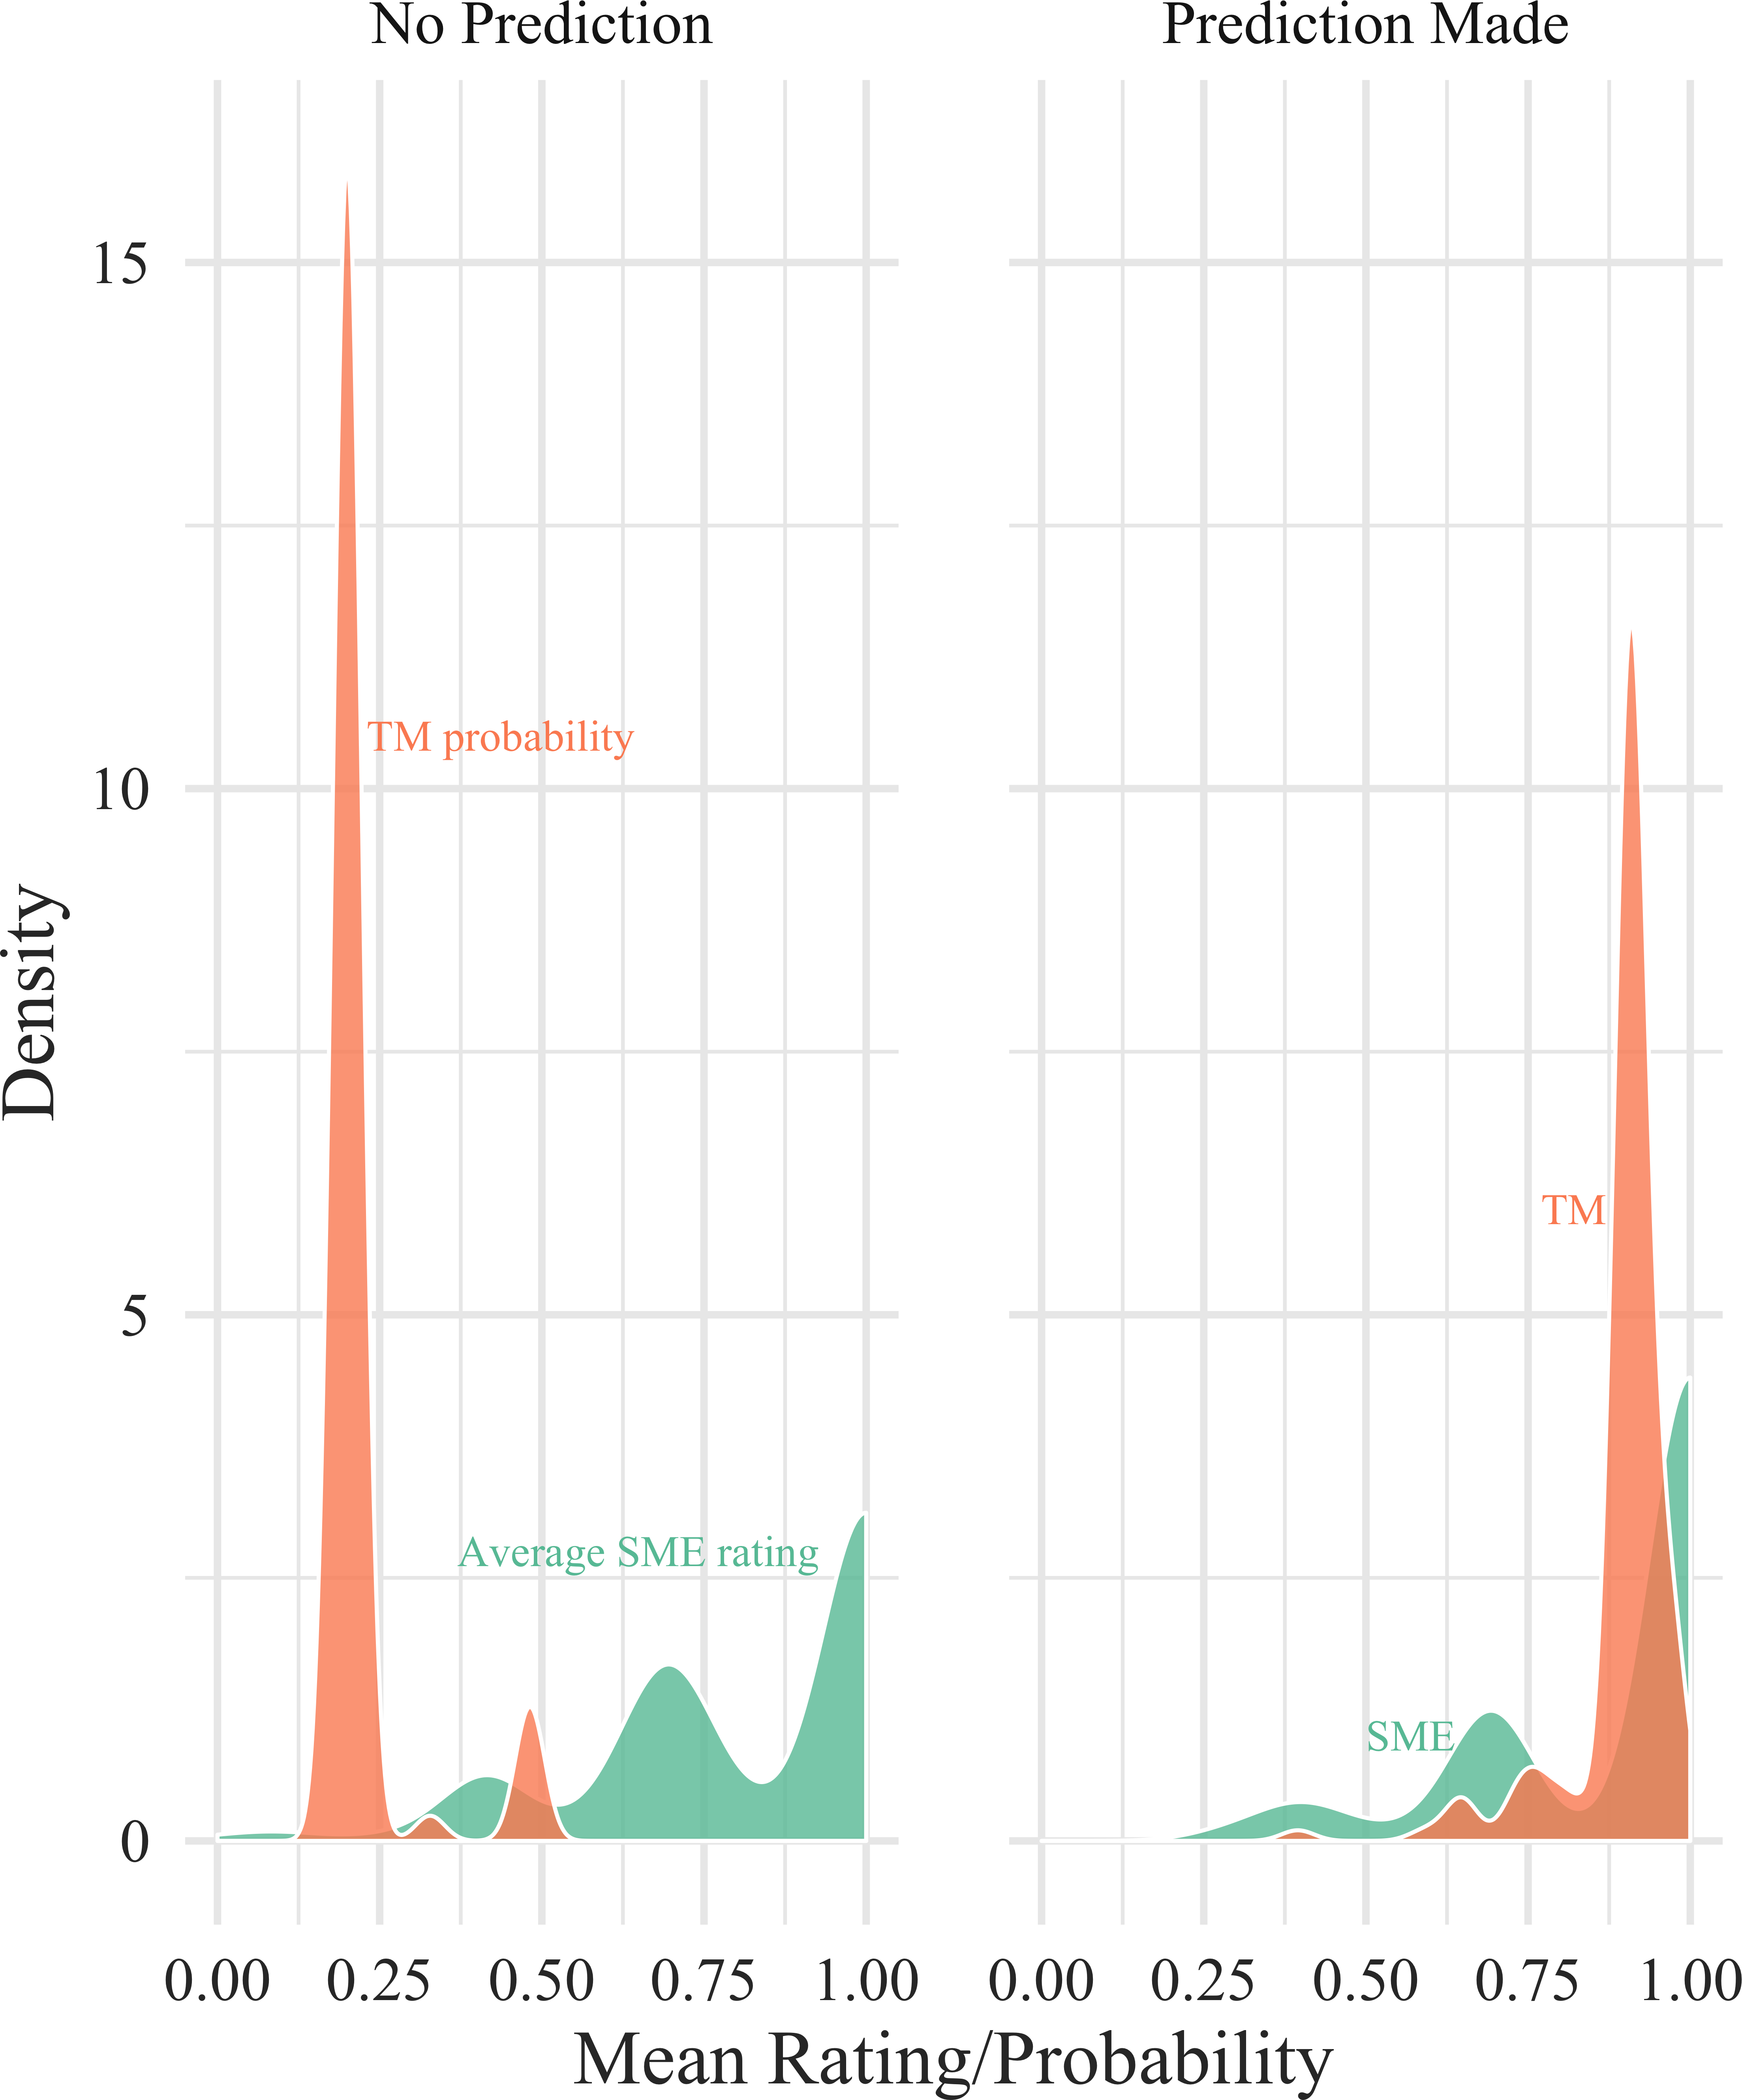 No Prediction
Prediction Made
15
10
5
0
Density
TM probability
Average SME rating
TM
SME
0.00 0.25 0.50 0.75 1.00
0.00 0.25 0.50 0.75 1.00
Mean Rating/Probability